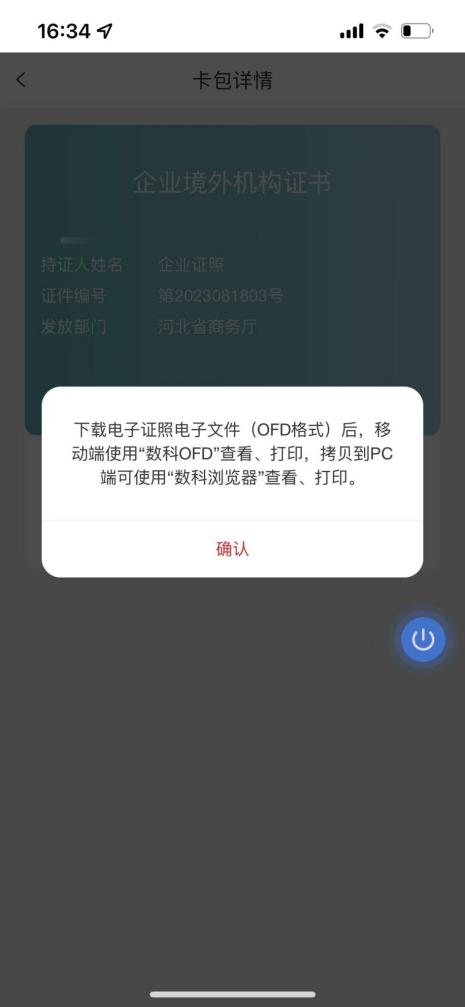 16:34
卡包详情
企业境外机构证书
持证人姓名 企业证照
证件编号 第2023081803号
发放部门 河北省商务厅
下载电子证照电子文件（OFD格式）后，移
动端使用“数科OFD”查看、打印，拷贝到PC
端可使用“数科浏览器”查看、打印。
确认